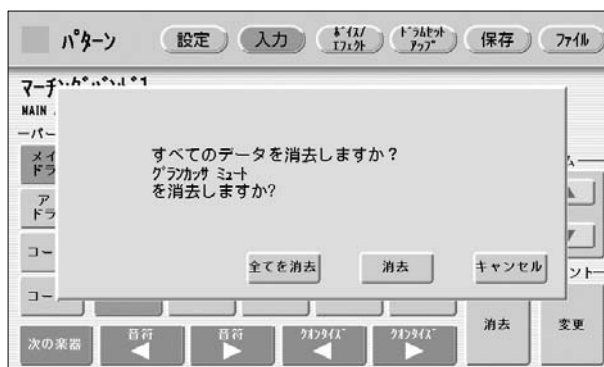 パターン 設定 入力 ボイス/エフェクト ドラムセットアップ 保存 ファイル
マーチングバンド1
MAIN
パー
メイ
ドラ
すべてのデータを消去しますか?
グランカッサ ミュート
を消去しますか?
ア
ドラ
コー
全てを消去 消去 キャンセル
ント
コー
次の楽器 音符 音符 クオンタイズ クオンタイズ 消去 変更